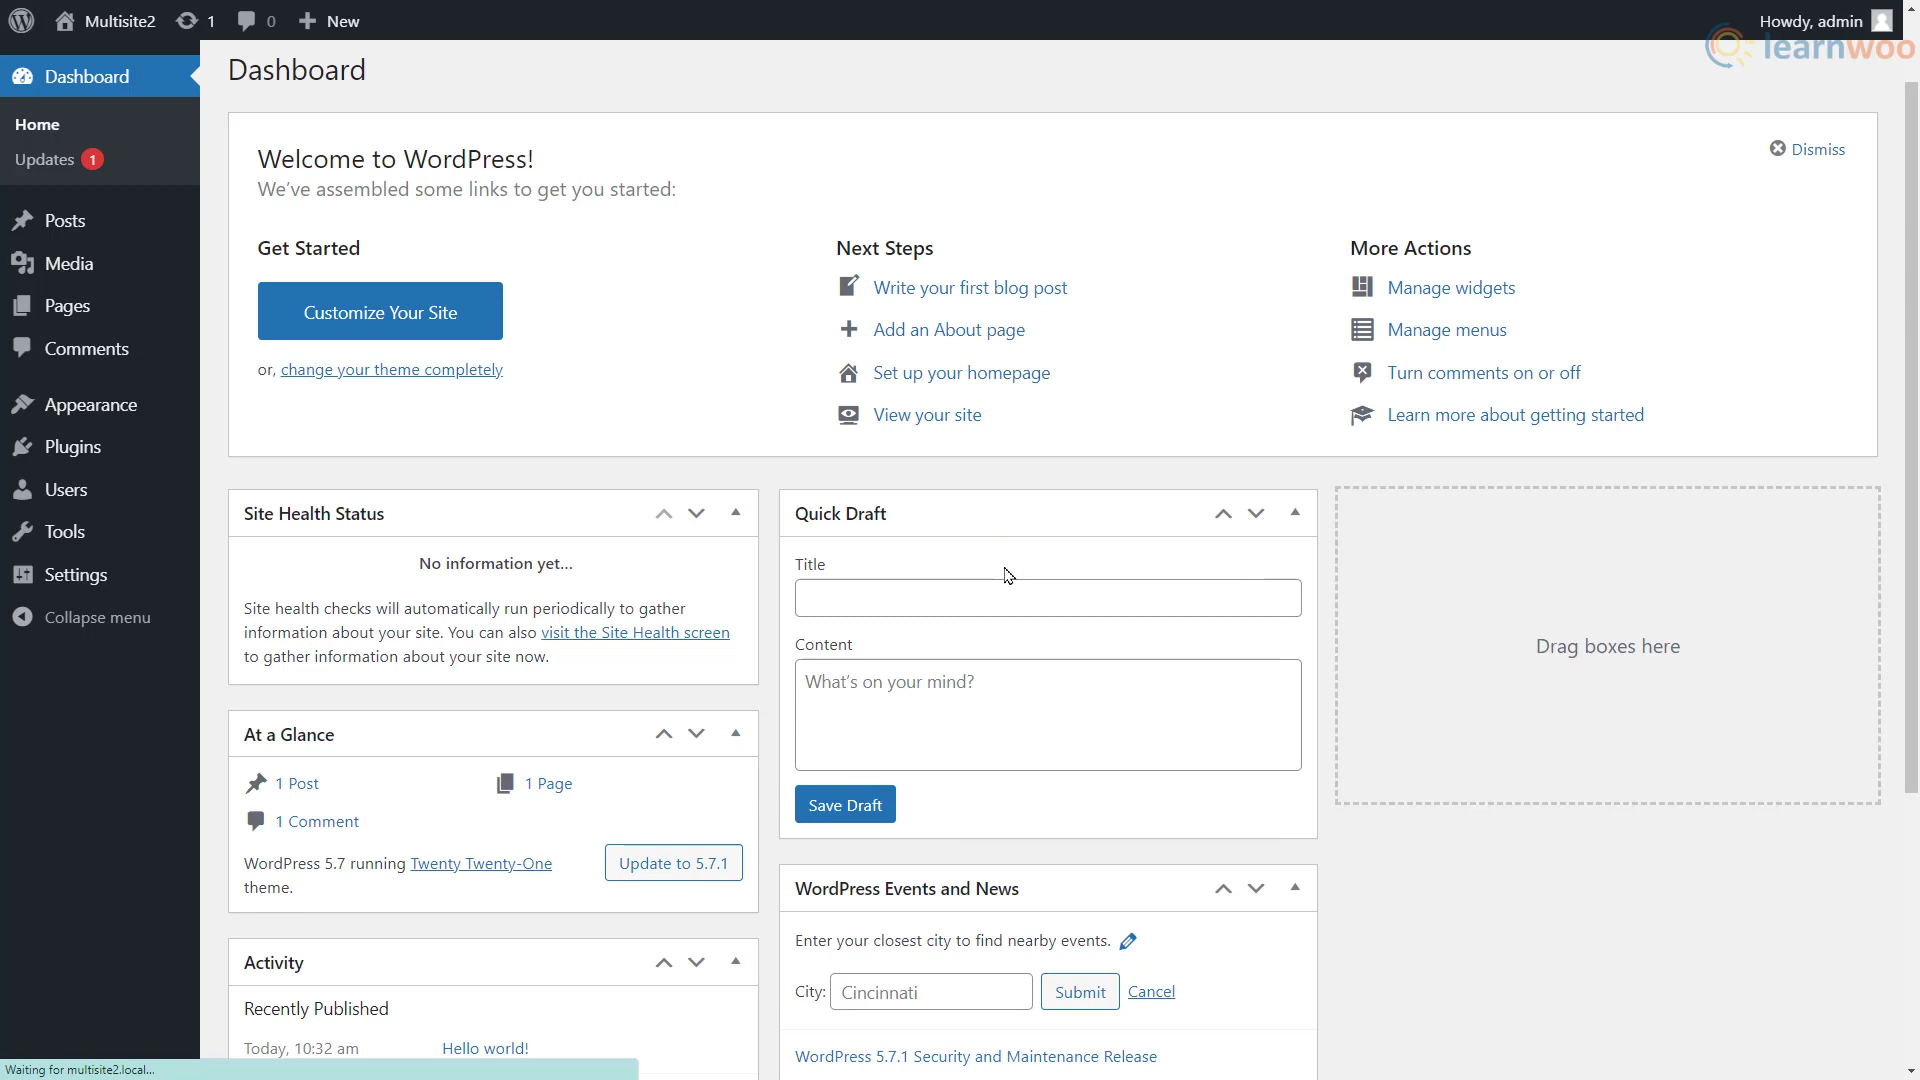 Multisite2
1
0
New
Howdy, admin
learnwoo
Dashboard
Home
Updates 1
Posts
Media
Pages
Comments
Appearance
Plugins
Users
Tools
Settings
Collapse menu
Dashboard
Welcome to WordPress!
We've assembled some links to get you started:
Dismiss
Get Started
Customize Your Site
or, change your theme completely
Next Steps
Write your first blog post
Add an About page
Set up your homepage
View your site
More Actions
Manage widgets
Manage menus
Turn comments on or off
Learn more about getting started
Site Health Status
No information yet...
Site health checks will automatically run periodically to gather
information about your site. You can also visit the Site Health screen
to gather information about your site now.
At a Glance
1 Post
1 Page
1 Comment
WordPress 5.7 running Twenty Twenty-One
theme.
Update to 5.7.1
Activity
Recently Published
Today, 10:32 am
Hello world!
Quick Draft
Title
Content
What's on your mind?
Save Draft
WordPress Events and News
Enter your closest city to find nearby events.
City: Cincinnati Submit Cancel
WordPress 5.7.1 Security and Maintenance Release
Drag boxes here
Waiting for multisite2.local...